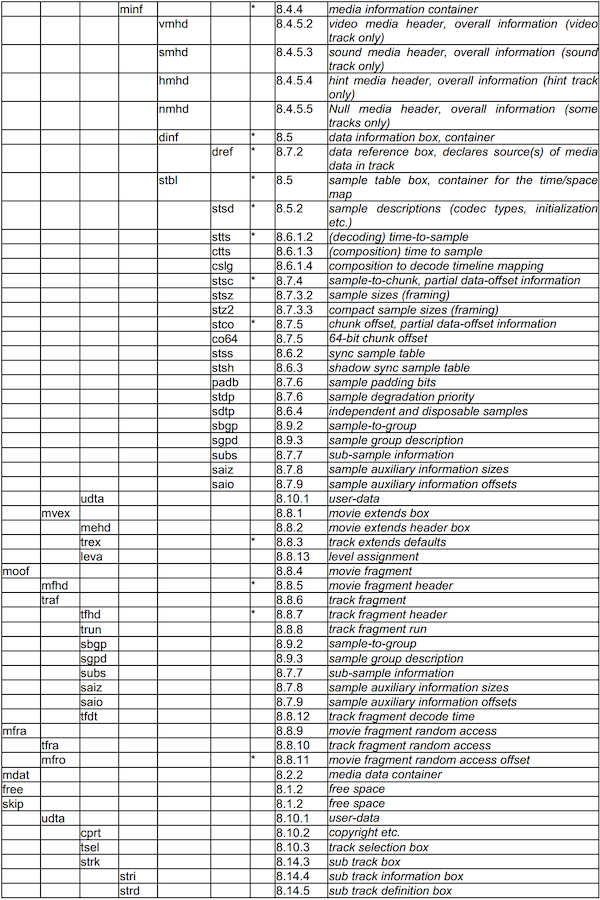 minf * 8.4.4 media information container
vmhd 8.4.5.2 video media header, overall information (video
track only)
smhd 8.4.5.3 sound media header, overall information (sound
track only)
hmhd 8.4.5.4 hint media header, overall information (hint track
only)
nmhd 8.4.5.5 Null media header, overall information (some
tracks only)
dinf * 8.5 data information box, container
dref * 8.7.2 data reference box, declares source(s) of media
data in track
stbl * 8.5 sample table box, container for the time/space
map
stsd * 8.5.2 sample descriptions (codec types, initialization
etc.)
stts * 8.6.1.2 (decoding) time-to-sample
ctts 8.6.1.3 (composition) time to sample
cslg 8.6.1.4 composition to decode timeline mapping
stsc * 8.7.4 sample-to-chunk, partial data-offset information
stsz 8.7.3.2 sample sizes (framing)
stz2 8.7.3.3 compact sample sizes (framing)
stco * 8.7.5 chunk offset, partial data-offset information
co64 8.7.5 64-bit chunk offset
stss 8.6.2 sync sample table
stsh 8.6.3 shadow sync sample table
padb 8.7.6 sample padding bits
stdp 8.7.6 sample degradation priority
sdtp 8.6.4 independent and disposable samples
sbgp 8.9.2 sample-to-group
sgpd 8.9.3 sample group description
subs 8.7.7 sub-sample information
saiz 8.7.8 sample auxiliary information sizes
saio 8.7.9 sample auxiliary information offsets
udta 8.10.1 user-data
mvex 8.8.1 movie extends box
mehd 8.8.2 movie extends header box
trex * 8.8.3 track extends defaults
leva 8.8.13 level assignment
moof 8.8.4 movie fragment
mfhd * 8.8.5 movie fragment header
traf 8.8.6 track fragment
tfhd * 8.8.7 track fragment header
trun 8.8.8 track fragment run
sbgp 8.9.2 sample-to-group
sgpd 8.9.3 sample group description
subs 8.7.7 sub-sample information
saiz 8.7.8 sample auxiliary information sizes
saio 8.7.9 sample auxiliary information offsets
tfdt 8.8.12 track fragment decode time
mfra 8.8.9 movie fragment random access
tfra 8.8.10 track fragment random access
mfro * 8.8.11 movie fragment random access offset
mdat 8.2.2 media data container
free 8.1.2 free space
skip 8.1.2 free space
udta 8.10.1 user-data
cprt 8.10.2 copyright etc.
tsel 8.10.3 track selection box
strk 8.14.3 sub track box
stri 8.14.4 sub track information box
strd 8.14.5 sub track definition box